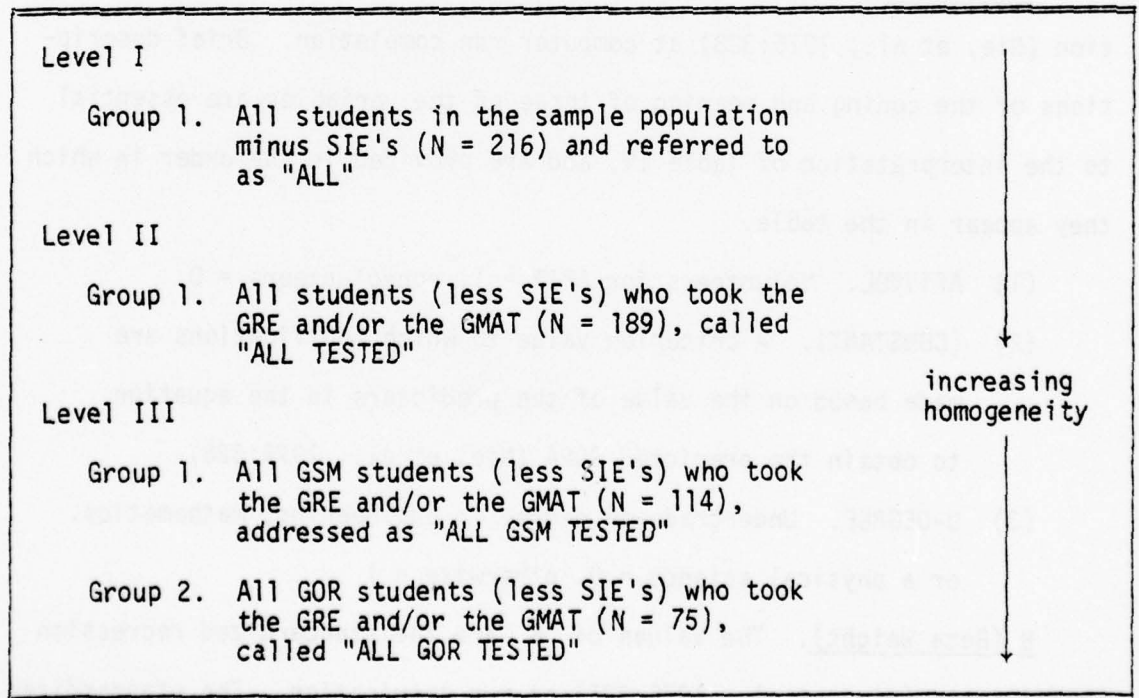 Level I
Group 1. All students in the sample population
minus SIE's (N = 216) and referred to
as "ALL"
Level II
Group 1. All students (less SIE's) who took the
GRE and/or the GMAT (N = 189), called
"ALL TESTED"
increasing
homogeneity
Level III
Group 1. All GSM students (less SIE's) who took
the GRE and/or the GMAT (N = 114),
addressed as "ALL GSM TESTED"
Group 2. All GOR students (less SIE's) who took
the GRE and/or the GMAT (N = 75),
called "ALL GOR TESTED"